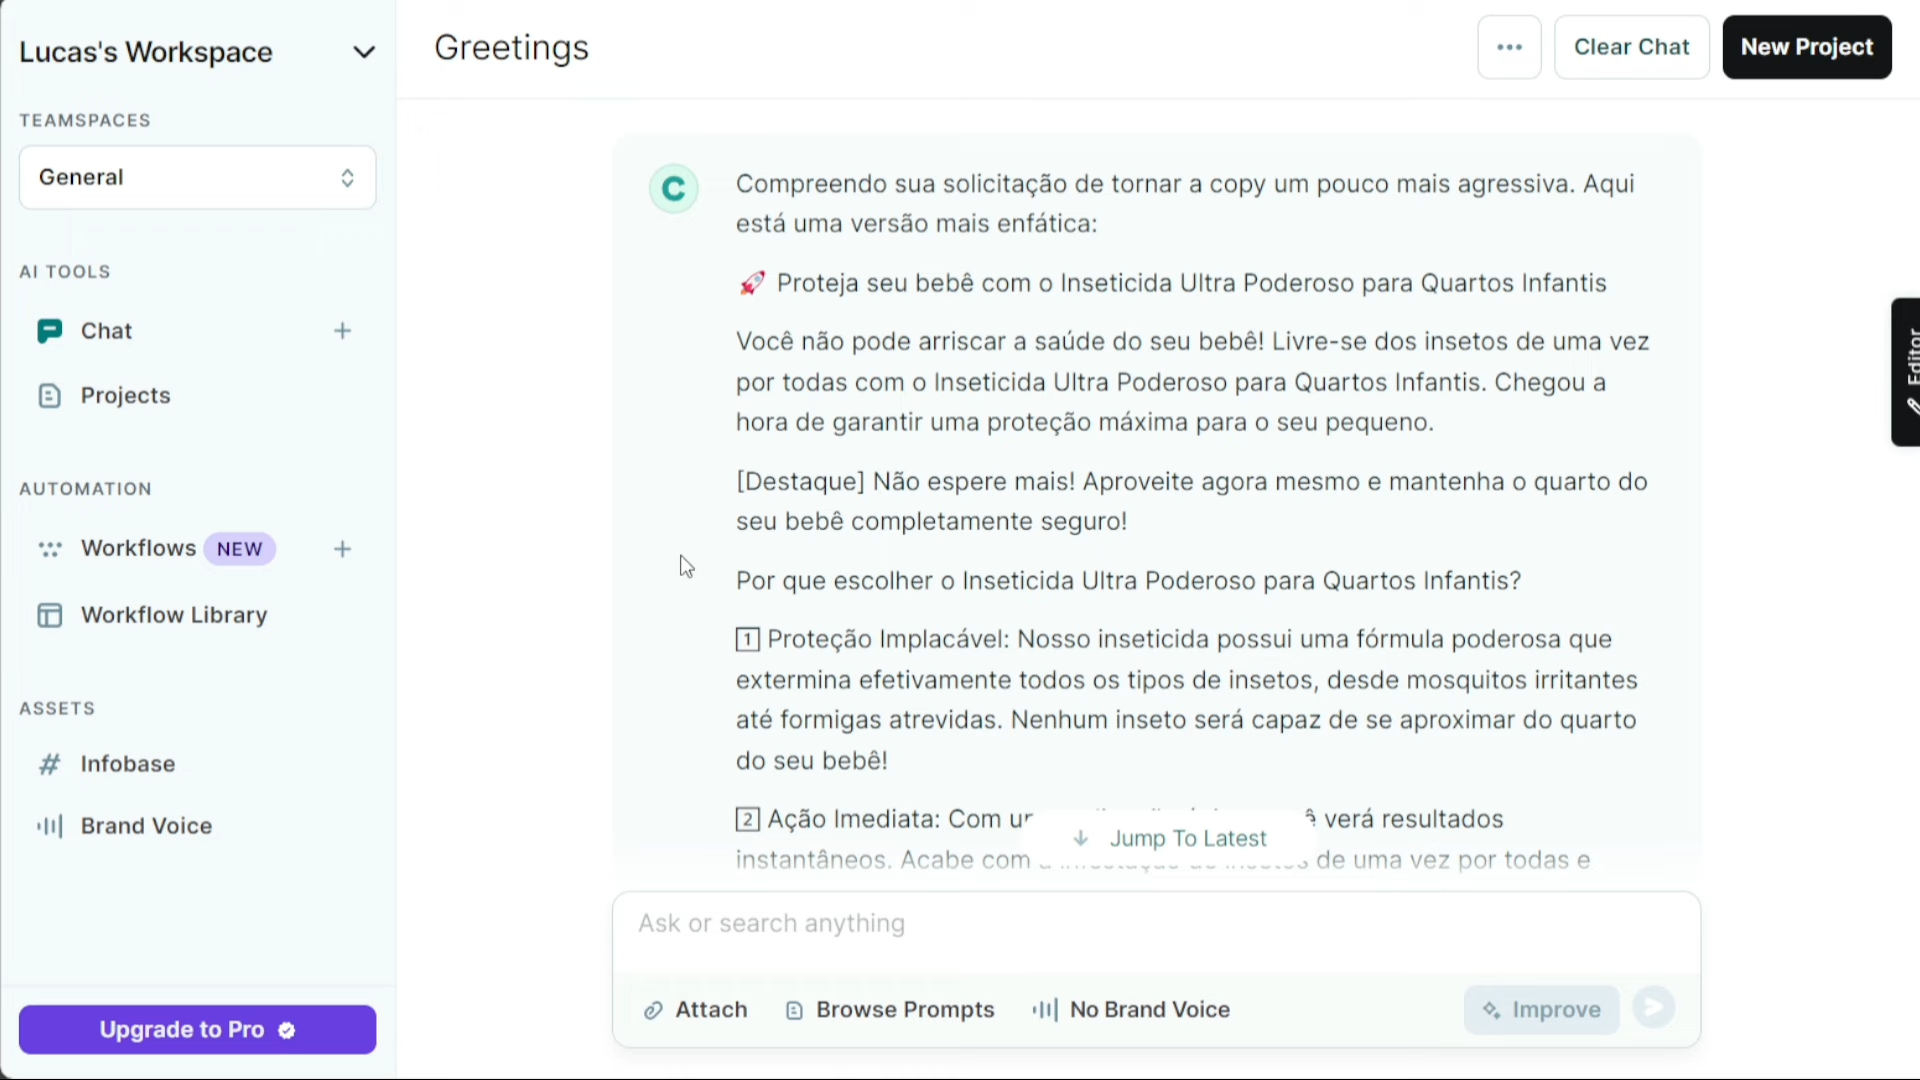 Lucas's Workspace
TEAMSPACES
General
AI TOOLS
Chat
Projects
AUTOMATION
Workflows NEW
Workflow Library
ASSETS
Infobase
Brand Voice
Upgrade to Pro
Greetings
Clear Chat
New Project
C
Compreendo sua solicitação de tornar a copy um pouco mais agressiva. Aqui
está uma versão mais enfática:
🚀 Proteja seu bebê com o Inseticida Ultra Poderoso para Quartos Infantis
Você não pode arriscar a saúde do seu bebê! Livre-se dos insetos de uma vez
por todas com o Inseticida Ultra Poderoso para Quartos Infantis. Chegou a
hora de garantir uma proteção máxima para o seu pequeno.
[Destaque] Não espere mais! Aproveite agora mesmo e mantenha o quarto do
seu bebê completamente seguro!
Por que escolher o Inseticida Ultra Poderoso para Quartos Infantis?
1 Proteção Implacável: Nosso inseticida possui uma fórmula poderosa que
extermina efetivamente todos os tipos de insetos, desde mosquitos irritantes
até formigas atrevidas. Nenhum inseto será capaz de se aproximar do quarto
do seu bebê!
2 Ação Imediata: Com verá resultados
instantâneos. Acabe com de uma vez por todas e
Jump To Latest
Ask or search anything
Attach
Browse Prompts
No Brand Voice
Improve
Editor